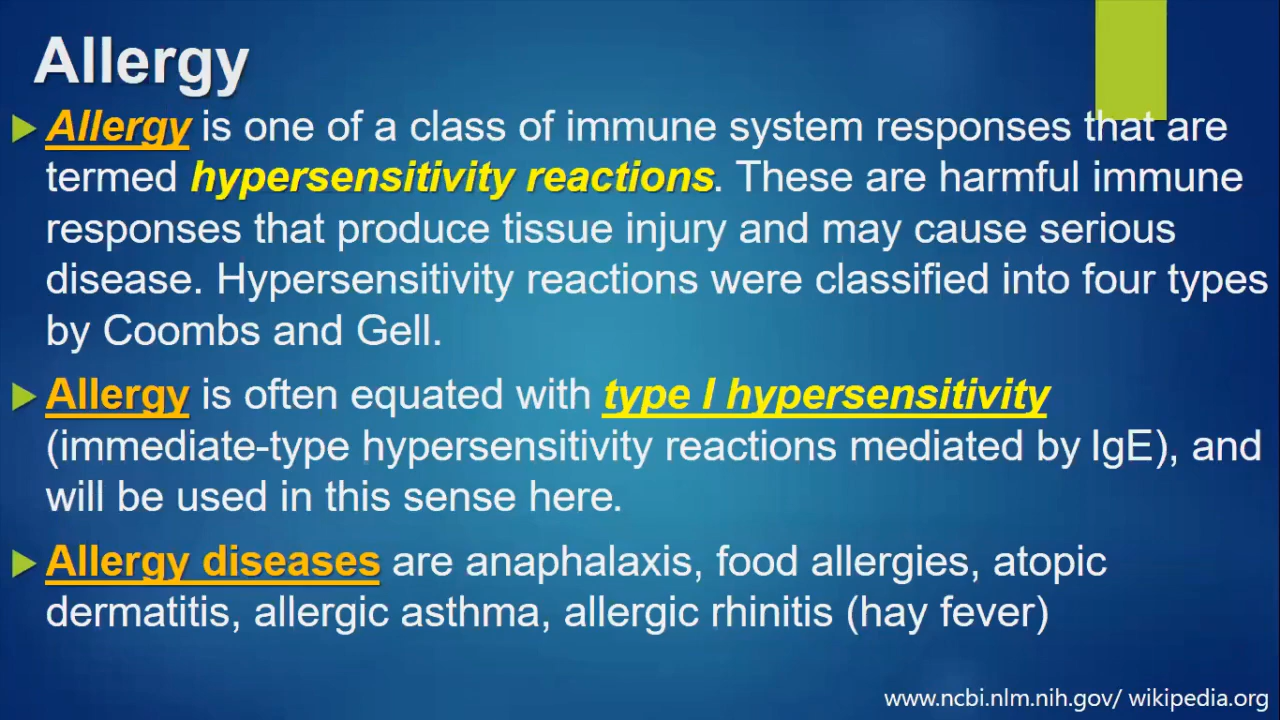 Allergy
Allergy is one of a class of immune system responses that are
termed hypersensitivity reactions. These are harmful immune
responses that produce tissue injury and may cause serious
disease. Hypersensitivity reactions were classified into four types
by Coombs and Gell.
Allergy is often equated with type I hypersensitivity
(immediate-type hypersensitivity reactions mediated by IgE), and
will be used in this sense here.
Allergy diseases are anaphalaxis, food allergies, atopic
dermatitis, allergic asthma, allergic rhinitis (hay fever)
www.ncbi.nlm.nih.gov/ wikipedia.org